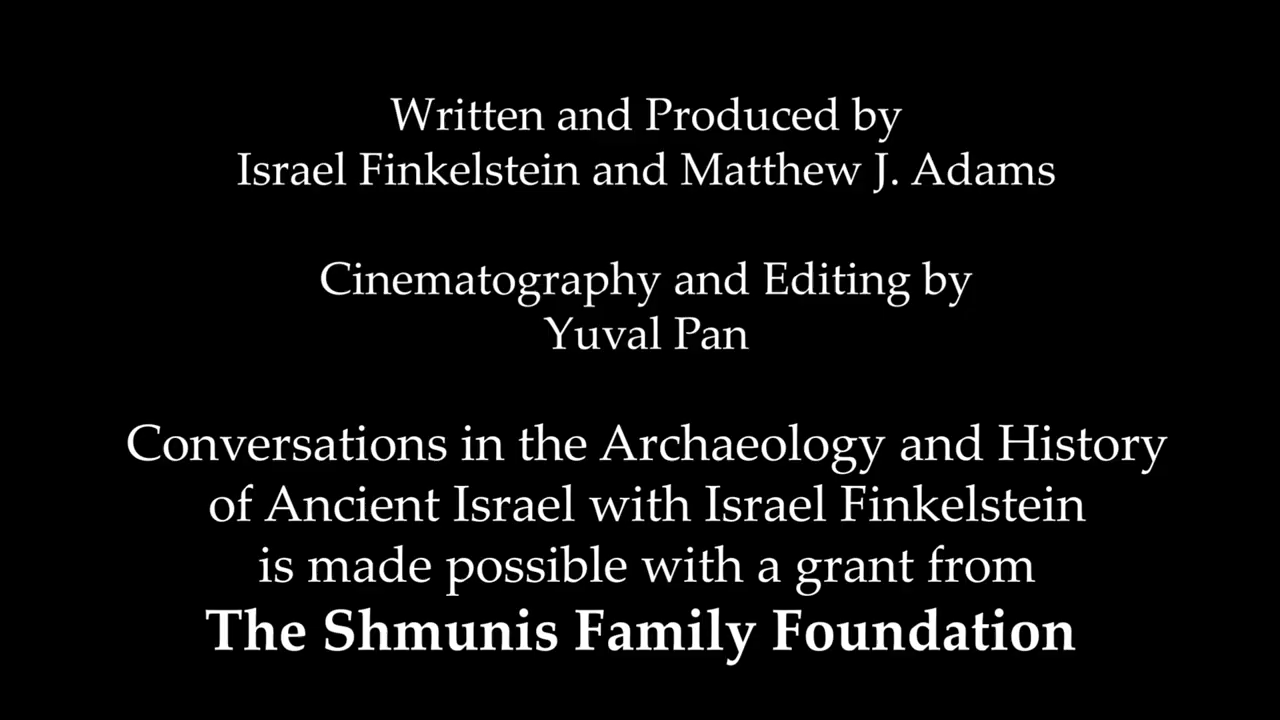 Written and Produced by
Israel Finkelstein and Matthew J. Adams
Cinematography and Editing by
Yuval Pan
Conversations in the Archaeology and History
of Ancient Israel with Israel Finkelstein
is made possible with a grant from
The Shmunis Family Foundation